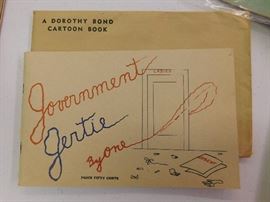 A DOROTHY BOND
CARTOON BOOK
Government
LADIES
Gertie
By One
PRICE FIFTY CENTS